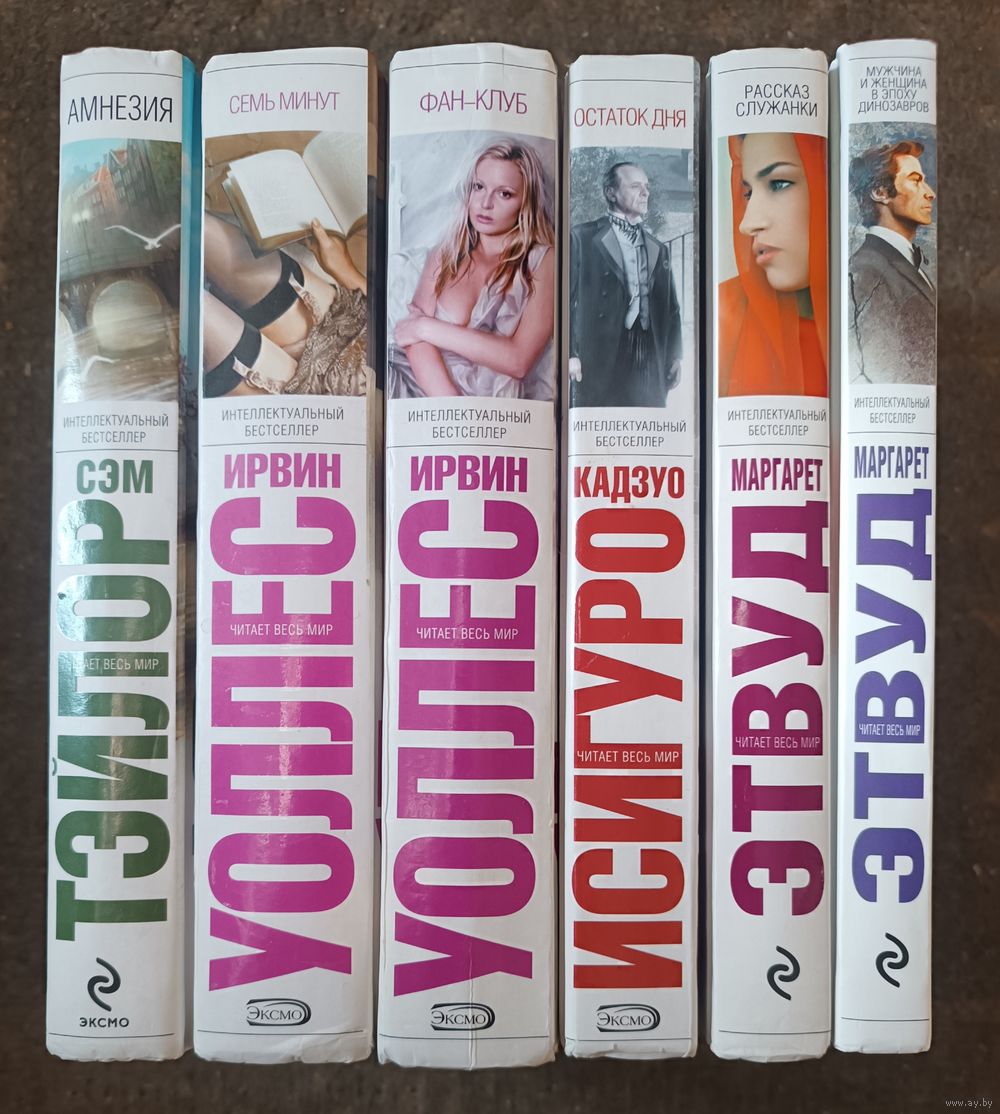 АМНЕЗИЯ
ИНТЕЛЛЕКТУАЛЬНЫЙ
БЕСТСЕЛЛЕР
СЭМ
ТЭЙЛОР
ЧИТАЕТ ВЕСЬ МИР
ЭКСМО
СЕМЬ МИНУТ
ИНТЕЛЛЕКТУАЛЬНЫЙ
БЕСТСЕЛЛЕР
ИРВИН
УОЛЛЕС
ЧИТАЕТ ВЕСЬ МИР
ЭКСМО
ФАН-КЛУБ
ИНТЕЛЛЕКТУАЛЬНЫЙ
БЕСТСЕЛЛЕР
ИРВИН
УОЛЛЕС
ЧИТАЕТ ВЕСЬ МИР
ЭКСМО
ОСТАТОК ДНЯ
ИНТЕЛЛЕКТУАЛЬНЫЙ
БЕСТСЕЛЛЕР
КАДЗУО
ИСИГУРО
ЧИТАЕТ ВЕСЬ МИР
ЭКСМО
РАССКАЗ
СЛУЖАНКИ
ИНТЕЛЛЕКТУАЛЬНЫЙ
БЕСТСЕЛЛЕР
МАРГАРЕТ
ЭТВУД
ЧИТАЕТ ВЕСЬ МИР
МУЖЧИНА
И ЖЕНЩИНА
В ЭПОХУ
ДИНОЗАВРОВ
ИНТЕЛЛЕКТУАЛЬНЫЙ
БЕСТСЕЛЛЕР
МАРГАРЕТ
ЭТВУД
ЧИТАЕТ ВЕСЬ МИР
www.ay.by